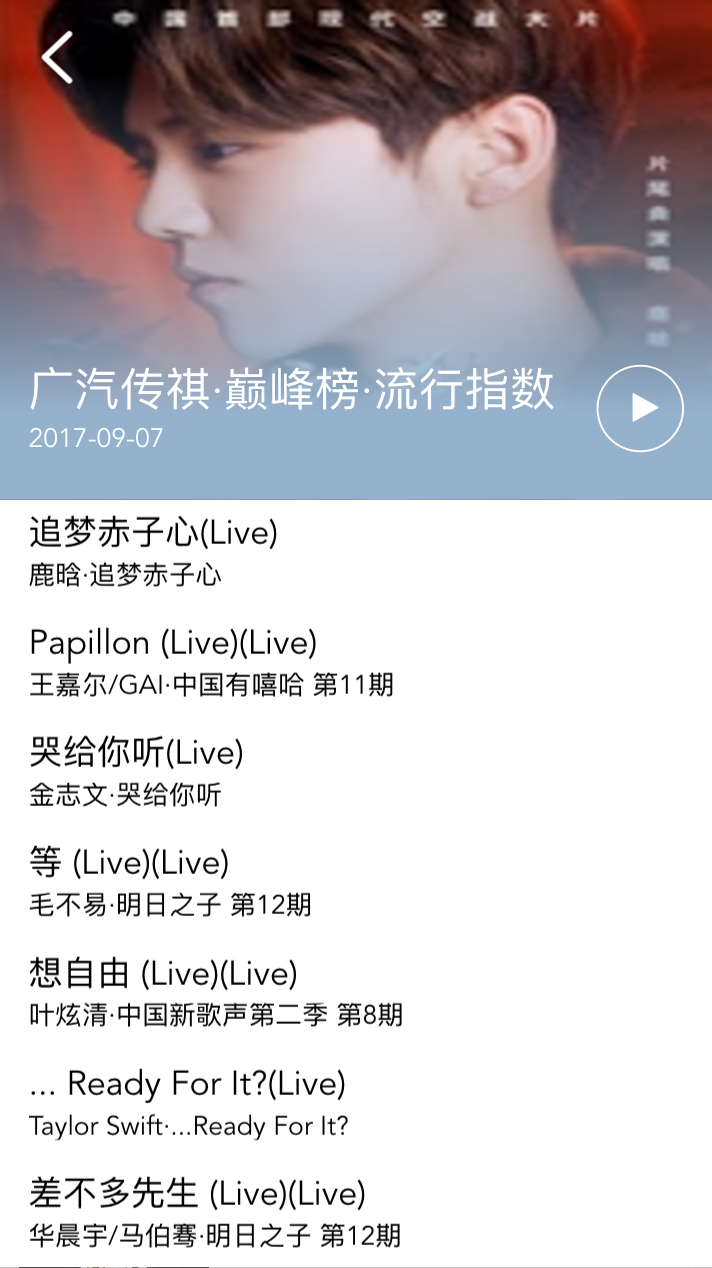 中国首部现代空战大片
片尾曲演唱 鹿晗
广汽传祺·巅峰榜·流行指数
2017-09-07
追梦赤子心(Live)
鹿晗·追梦赤子心
Papillon (Live)(Live)
王嘉尔/GAI·中国有嘻哈 第11期
哭给你听(Live)
金志文·哭给你听
等 (Live)(Live)
毛不易·明日之子 第12期
想自由 (Live)(Live)
叶炫清·中国新歌声第二季 第8期
... Ready For It?(Live)
Taylor Swift·...Ready For It?
差不多先生 (Live)(Live)
华晨宇/马伯骞·明日之子 第12期